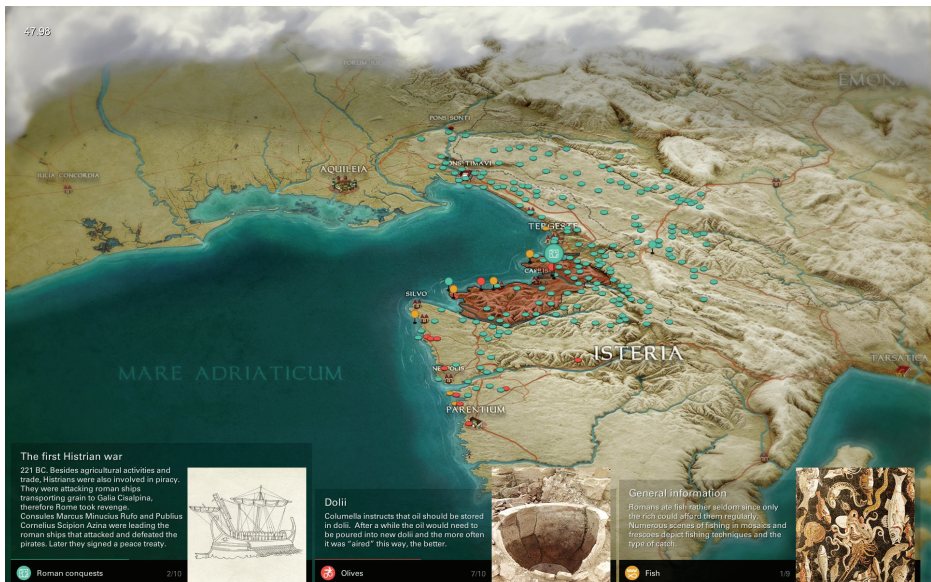 47.98
EMONA
PONS SONTI
IULIA CONCORDIA
AQUILEIA
TERGESTE
SILVO
ISTERIA
TARSATICA
MARE ADRIATICUM
PARENTIUM
The first Histrian war
221 BC. Besides agricultural activities and
trade, Histrians were also involved in piracy.
They were attacking roman ships
transporting grain to Galia Cisalpina,
therefore Rome took revenge.
Consules Marcus Minucius Rufo and Publius
Cornelius Scipion Azina were leading the
roman ships that attacked and defeated the
pirates. Later they signed a peace treaty.
Roman conquests
2/10
Dolii
Columella instructs that oil should be stored
in dolii. After a while the oil would need to
be poured into new dolii and the more often
it was "aired" this way, the better.
Olives
7/10
General information
Romans ate fish rather seldom since only
the rich could afford them regularly.
Numerous scenes of fishing in mosaics and
frescoes depict fishing techniques and the
type of catch.
Fish
1/9